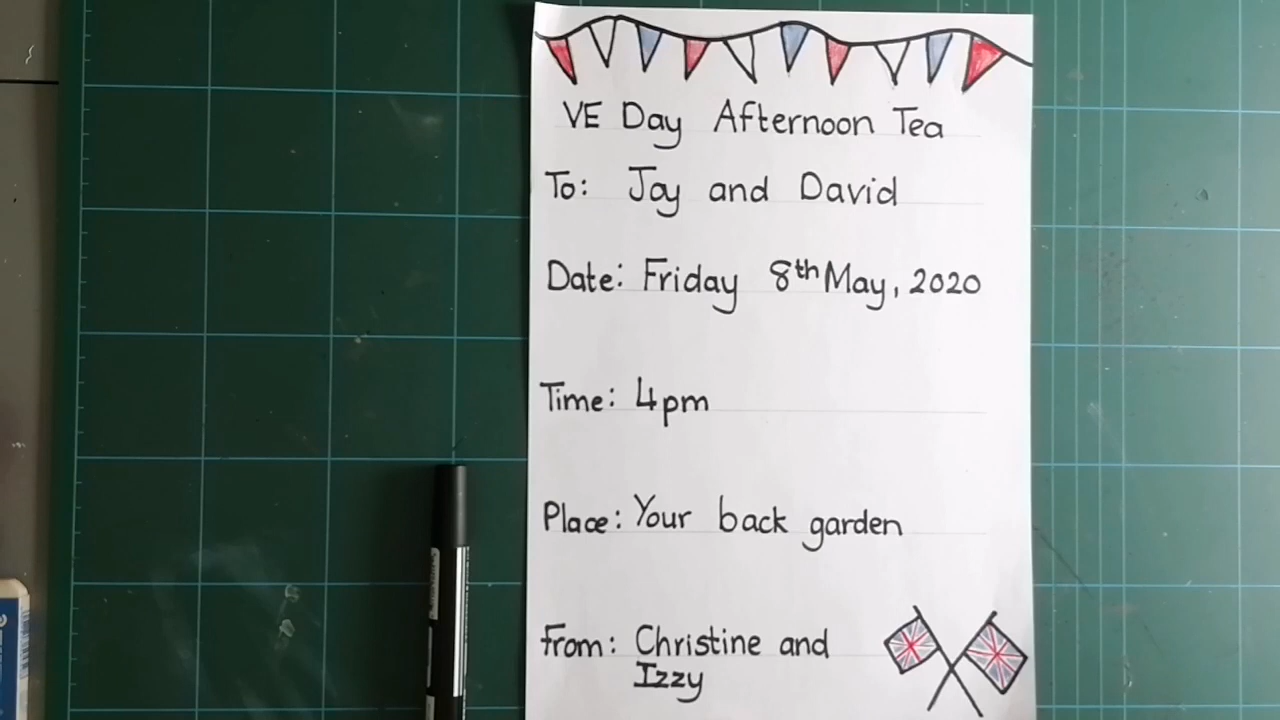 VE Day Afternoon Tea
To: Joy and David
Date: Friday 8th May, 2020
Time: 4pm
Place: Your back garden
From: Christine and
Izzy